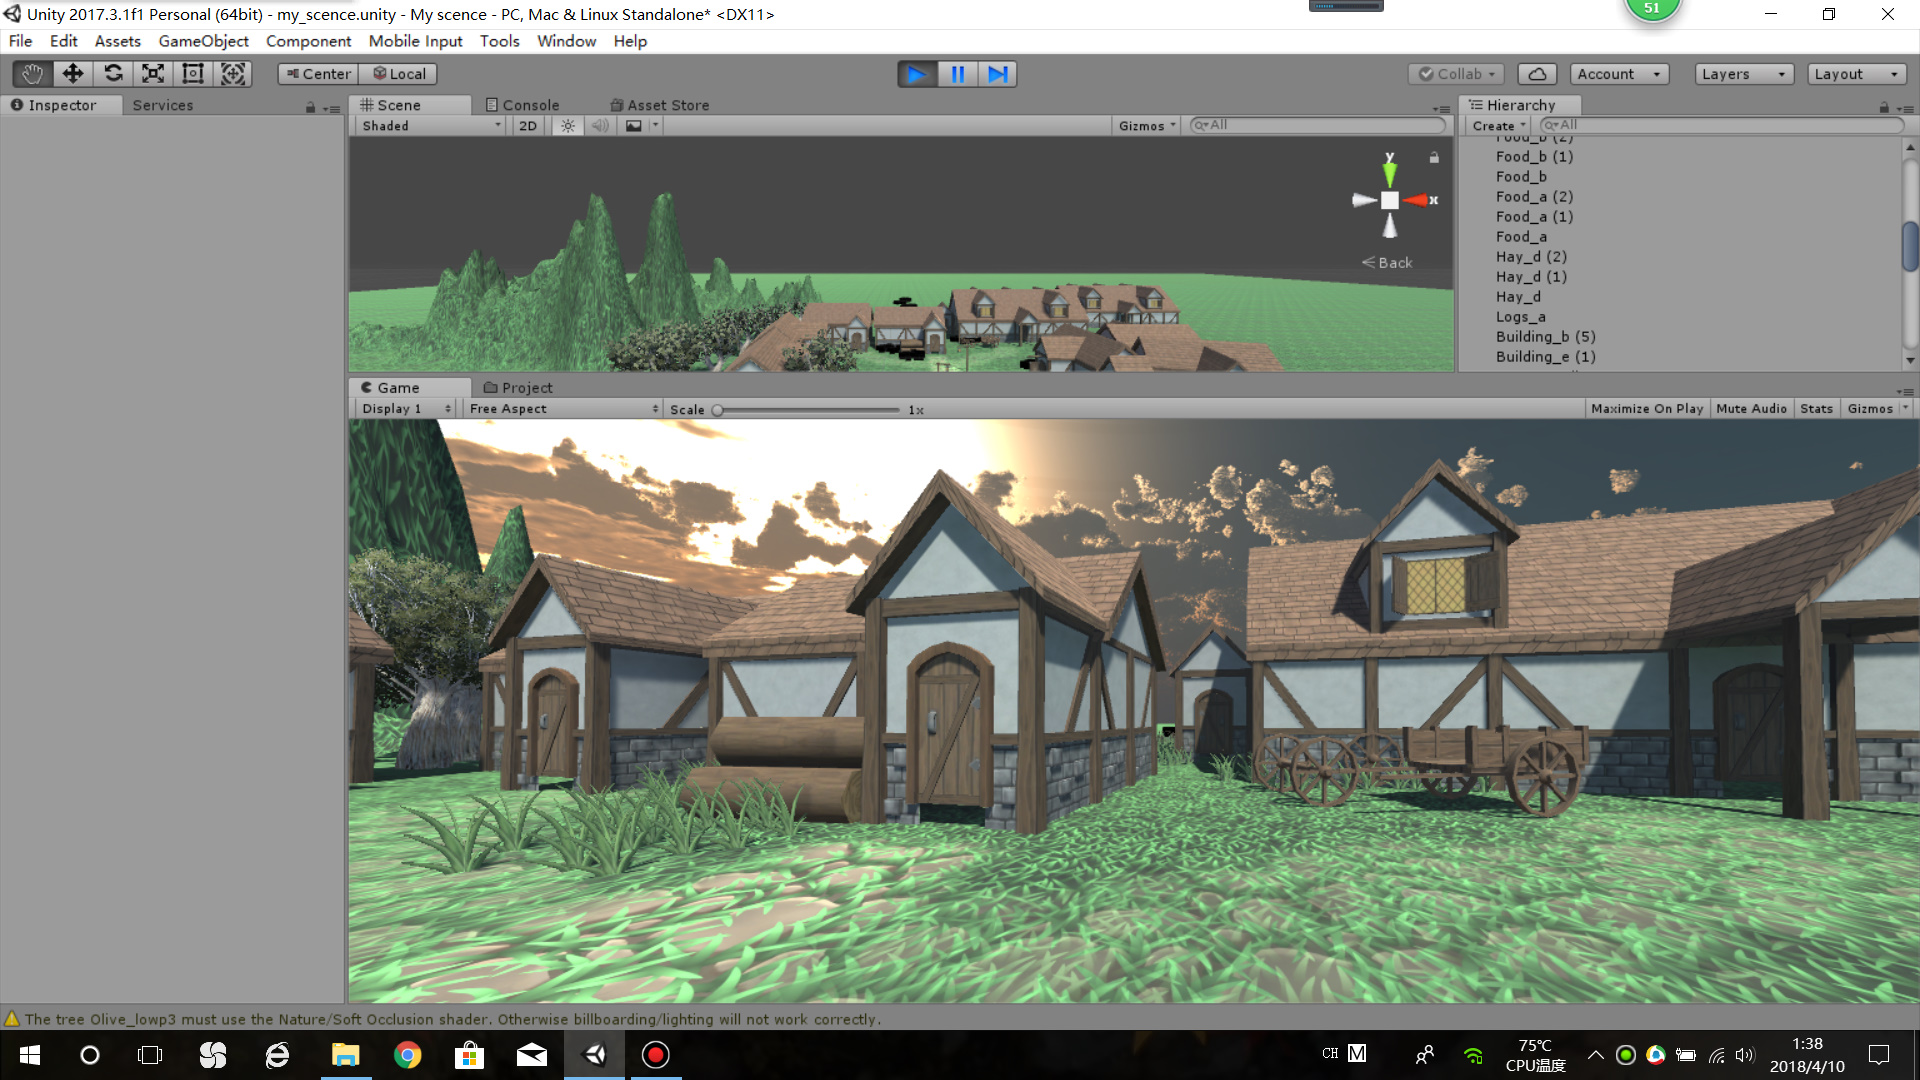 Unity 2017.3.1f1 Personal (64bit) - my_scence.unity - My scence - PC, Mac & Linux Standalone* <DX11>
51
File Edit Assets GameObject Component Mobile Input Tools Window Help
Center Local
Collab Account Layers Layout
Inspector Services
Scene Console Asset Store
Hierarchy
Shaded 2D Gizmos All
Create All
Food_b (2)
Food_b (1)
Food_b
Food_a (2)
Food_a (1)
Food_a
Hay_d (2)
Hay_d (1)
Hay_d
Logs_a
Building_b (5)
Building_e (1)
y
x
Back
Game Project
Display 1 Free Aspect Scale 1x Maximize On Play Mute Audio Stats Gizmos
The tree Olive_lowp3 must use the Nature/Soft Occlusion shader. Otherwise billboarding/lighting will not work correctly.
CH M
75℃
CPU温度
1:38
2018/4/10